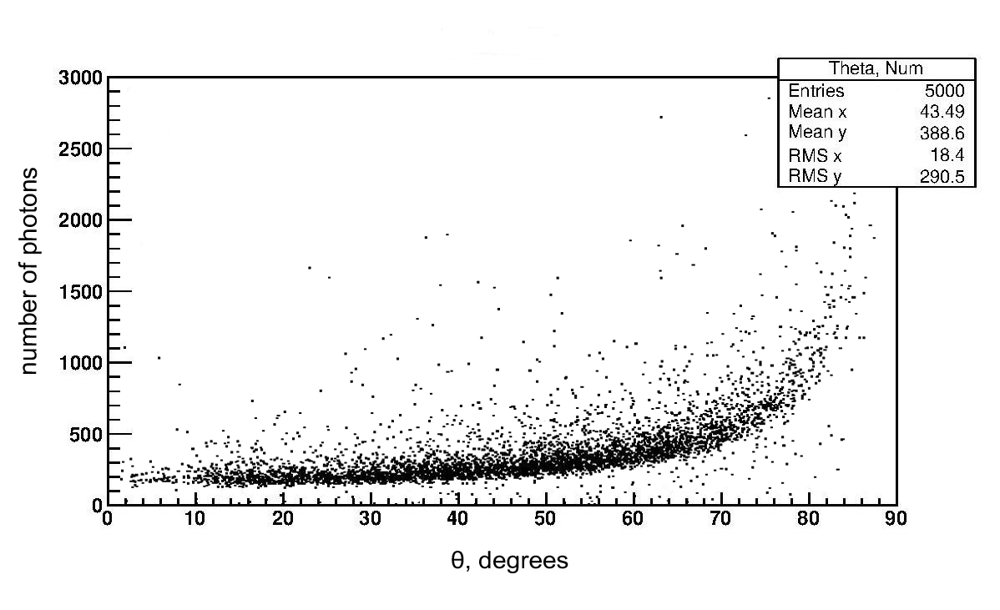 Theta, Num
Entries 5000
Mean x 43.49
Mean y 388.6
RMS x 18.4
RMS y 290.5
3000
2500
2000
1500
1000
500
0
number of photons
0 10 20 30 40 50 60 70 80 90
θ, degrees